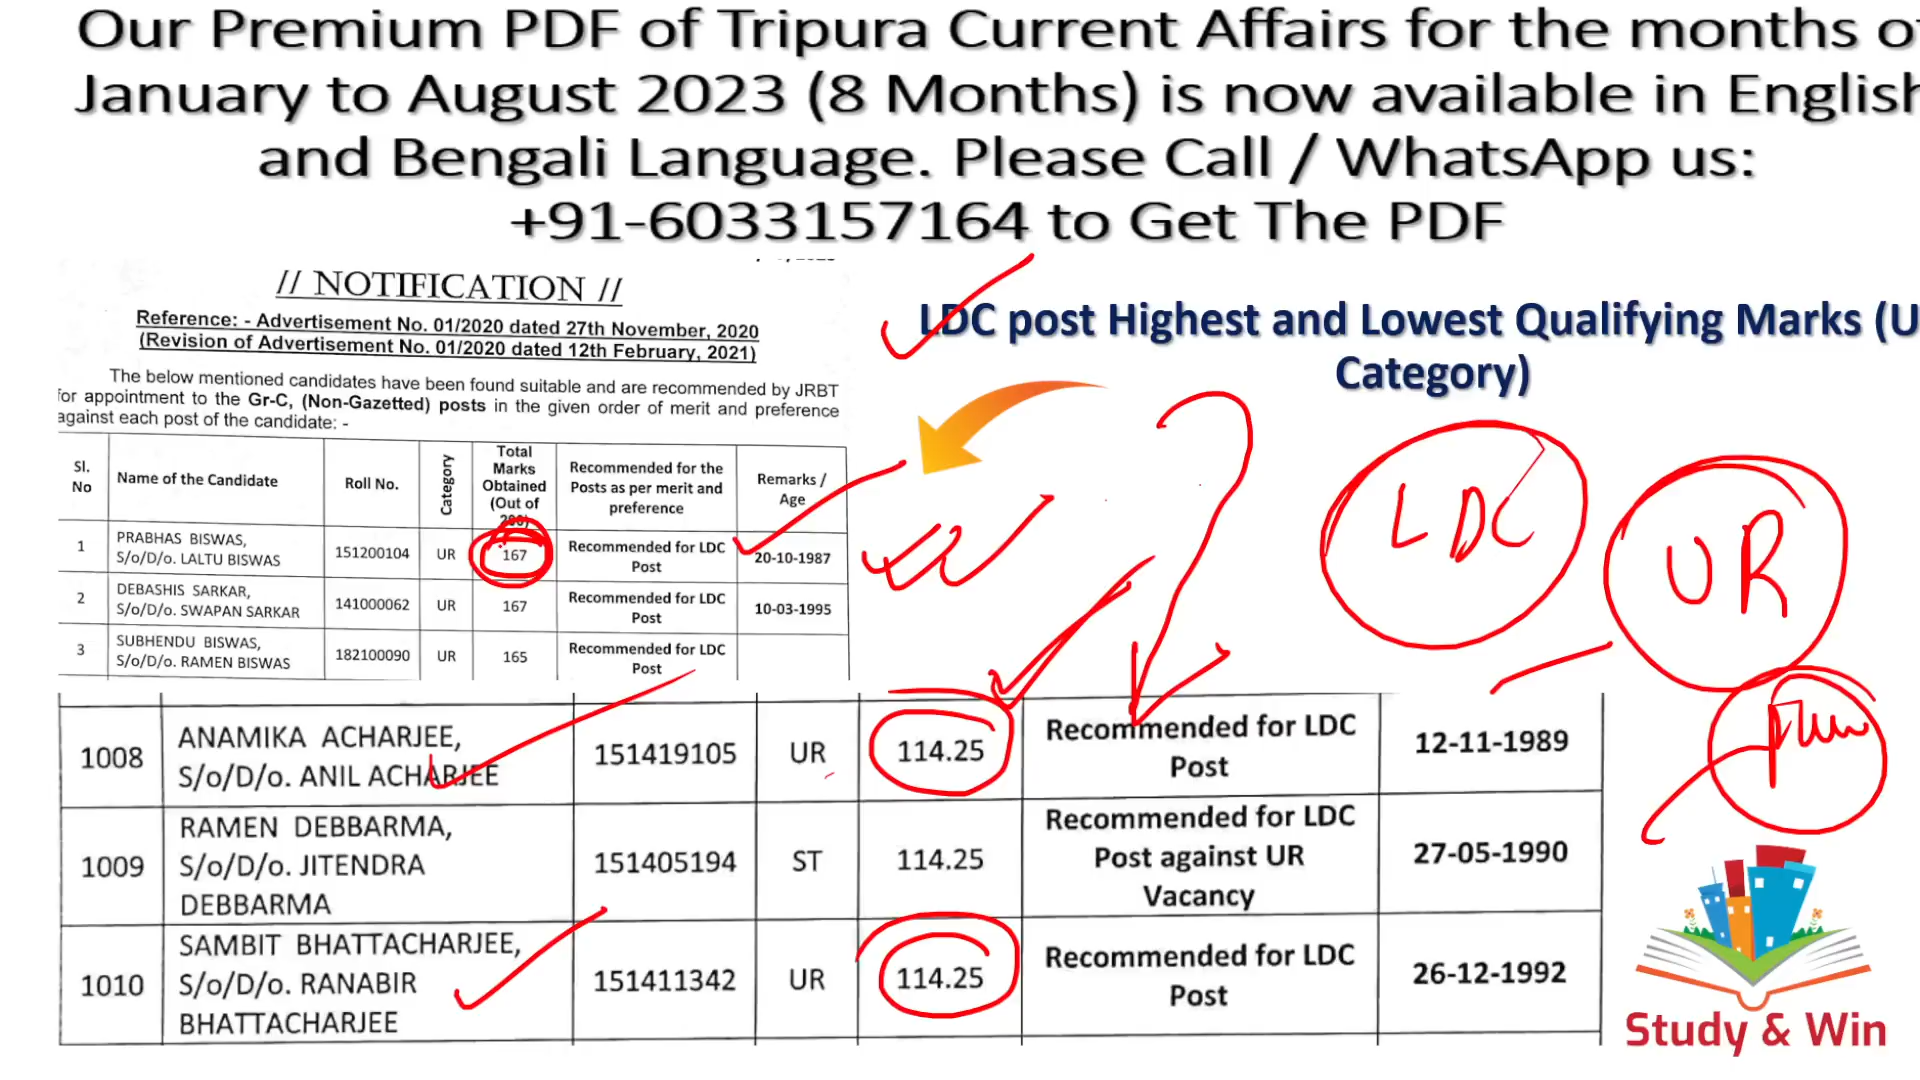 Our Premium PDF of Tripura Current Affairs for the months of
January to August 2023 (8 Months) is now available in English
and Bengali Language. Please Call / WhatsApp us:
+91-6033157164 to Get The PDF
// NOTIFICATION //
Reference: - Advertisement No. 01/2020 dated 27th November, 2020
(Revision of Advertisement No. 01/2020 dated 12th February, 2021)
The below mentioned candidates have been found suitable and are recommended by JRBT
for appointment to the Gr-C, (Non-Gazetted) posts in the given order of merit and preference
against each post of the candidate: -
Sl. No | Name of the Candidate | Roll No. | Category | Total Marks Obtained (Out of 200) | Recommended for the Posts as per merit and preference | Remarks / Age
1 | PRABHAS BISWAS, S/o/D/o. LALTU BISWAS | 151200104 | UR | 167 | Recommended for LDC Post | 20-10-1987
2 | DEBASHIS SARKAR, S/o/D/o. SWAPAN SARKAR | 141000062 | UR | 167 | Recommended for LDC Post | 10-03-1995
3 | SUBHENDU BISWAS, S/o/D/o. RAMEN BISWAS | 182100090 | UR | 165 | Recommended for LDC Post
LDC post Highest and Lowest Qualifying Marks (U
Category)
LDC
UR
1008 | ANAMIKA ACHARJEE, S/o/D/o. ANIL ACHARJEE | 151419105 | UR | 114.25 | Recommended for LDC Post | 12-11-1989
1009 | RAMEN DEBBARMA, S/o/D/o. JITENDRA DEBBARMA | 151405194 | ST | 114.25 | Recommended for LDC Post against UR Vacancy | 27-05-1990
1010 | SAMBIT BHATTACHARJEE, S/o/D/o. RANABIR BHATTACHARJEE | 151411342 | UR | 114.25 | Recommended for LDC Post | 26-12-1992
Study & Win